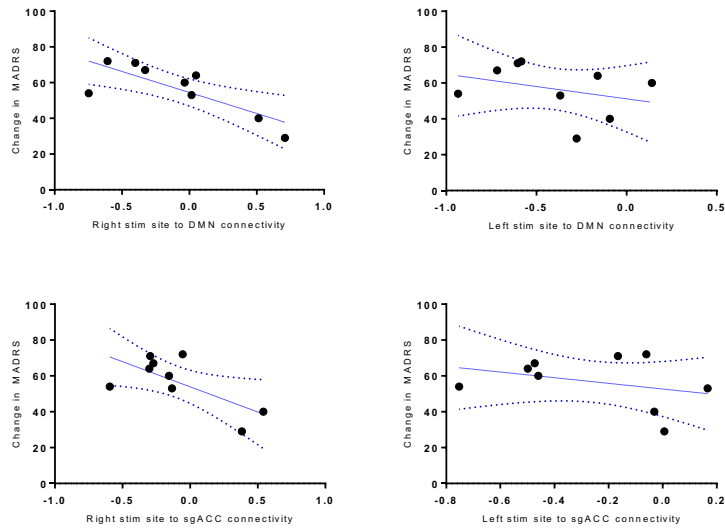 100
80
60
40
20
0
Change in MADRS
-1.0 -0.5 0.0 0.5 1.0
Right stim site to DMN connectivity
100
80
60
40
20
0
Change in MADRS
-1.0 -0.5 0.0 0.5
Left stim site to DMN connectivity
100
80
60
40
20
0
Change in MADRS
-1.0 -0.5 0.0 0.5 1.0
Right stim site to sgACC connectivity
100
80
60
40
20
0
Change in MADRS
-0.8 -0.6 -0.4 -0.2 0.0 0.2
Left stim site to sgACC connectivity